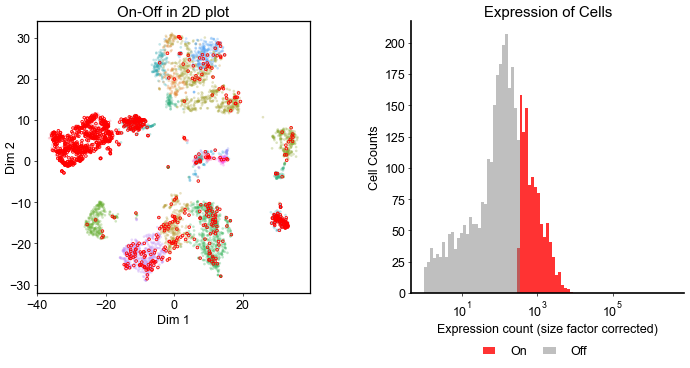 On-Off in 2D plot
30
20
10
0
−10
−20
−30
Dim 2
−40
−20
0
20
Dim 1
Expression of Cells
200
175
150
125
100
75
50
25
0
Cell Counts
10^1
10^3
10^5
Expression count (size factor corrected)
On
Off